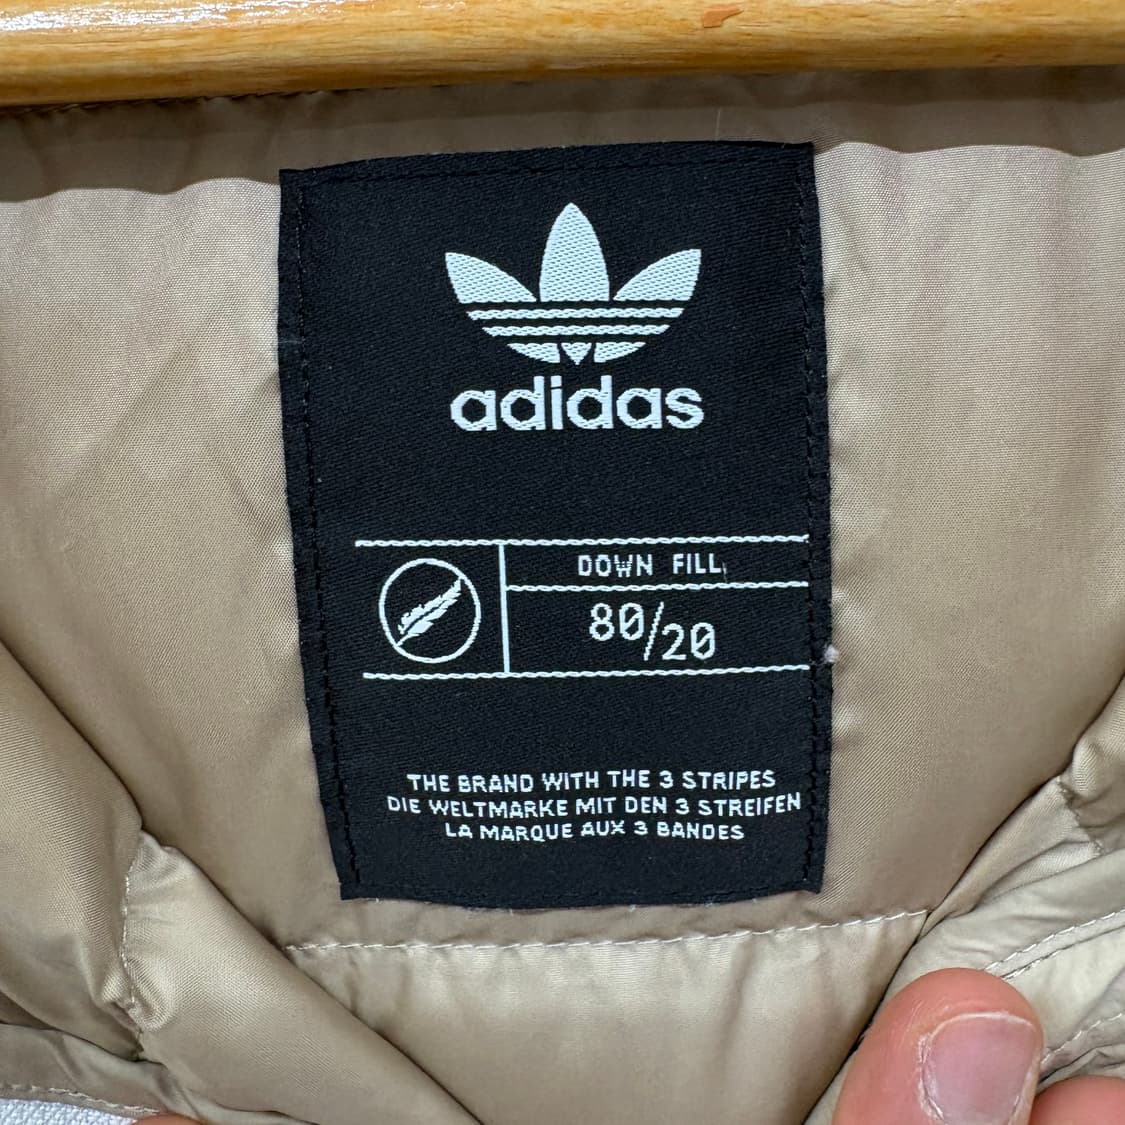 adidas
DOWN FILL
80/20
THE BRAND WITH THE 3 STRIPES
DIE WELTMARKE MIT DEN 3 STREIFEN
LA MARQUE AUX 3 BANDES